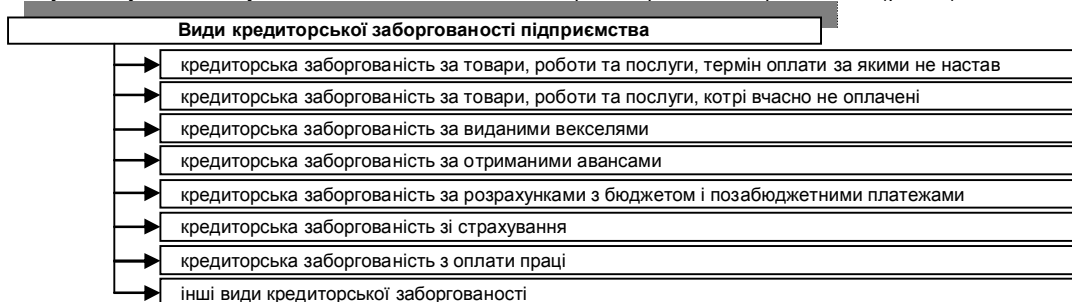 Види кредиторської заборгованості підприємства
кредиторська заборгованість за товари, роботи та послуги, термін оплати за якими не настав
кредиторська заборгованість за товари, роботи та послуги, котрі вчасно не оплачені
кредиторська заборгованість за виданими векселями
кредиторська заборгованість за отриманими авансами
кредиторська заборгованість за розрахунками з бюджетом і позабюджетними платежами
кредиторська заборгованість зі страхування
кредиторська заборгованість з оплати праці
інші види кредиторської заборгованості